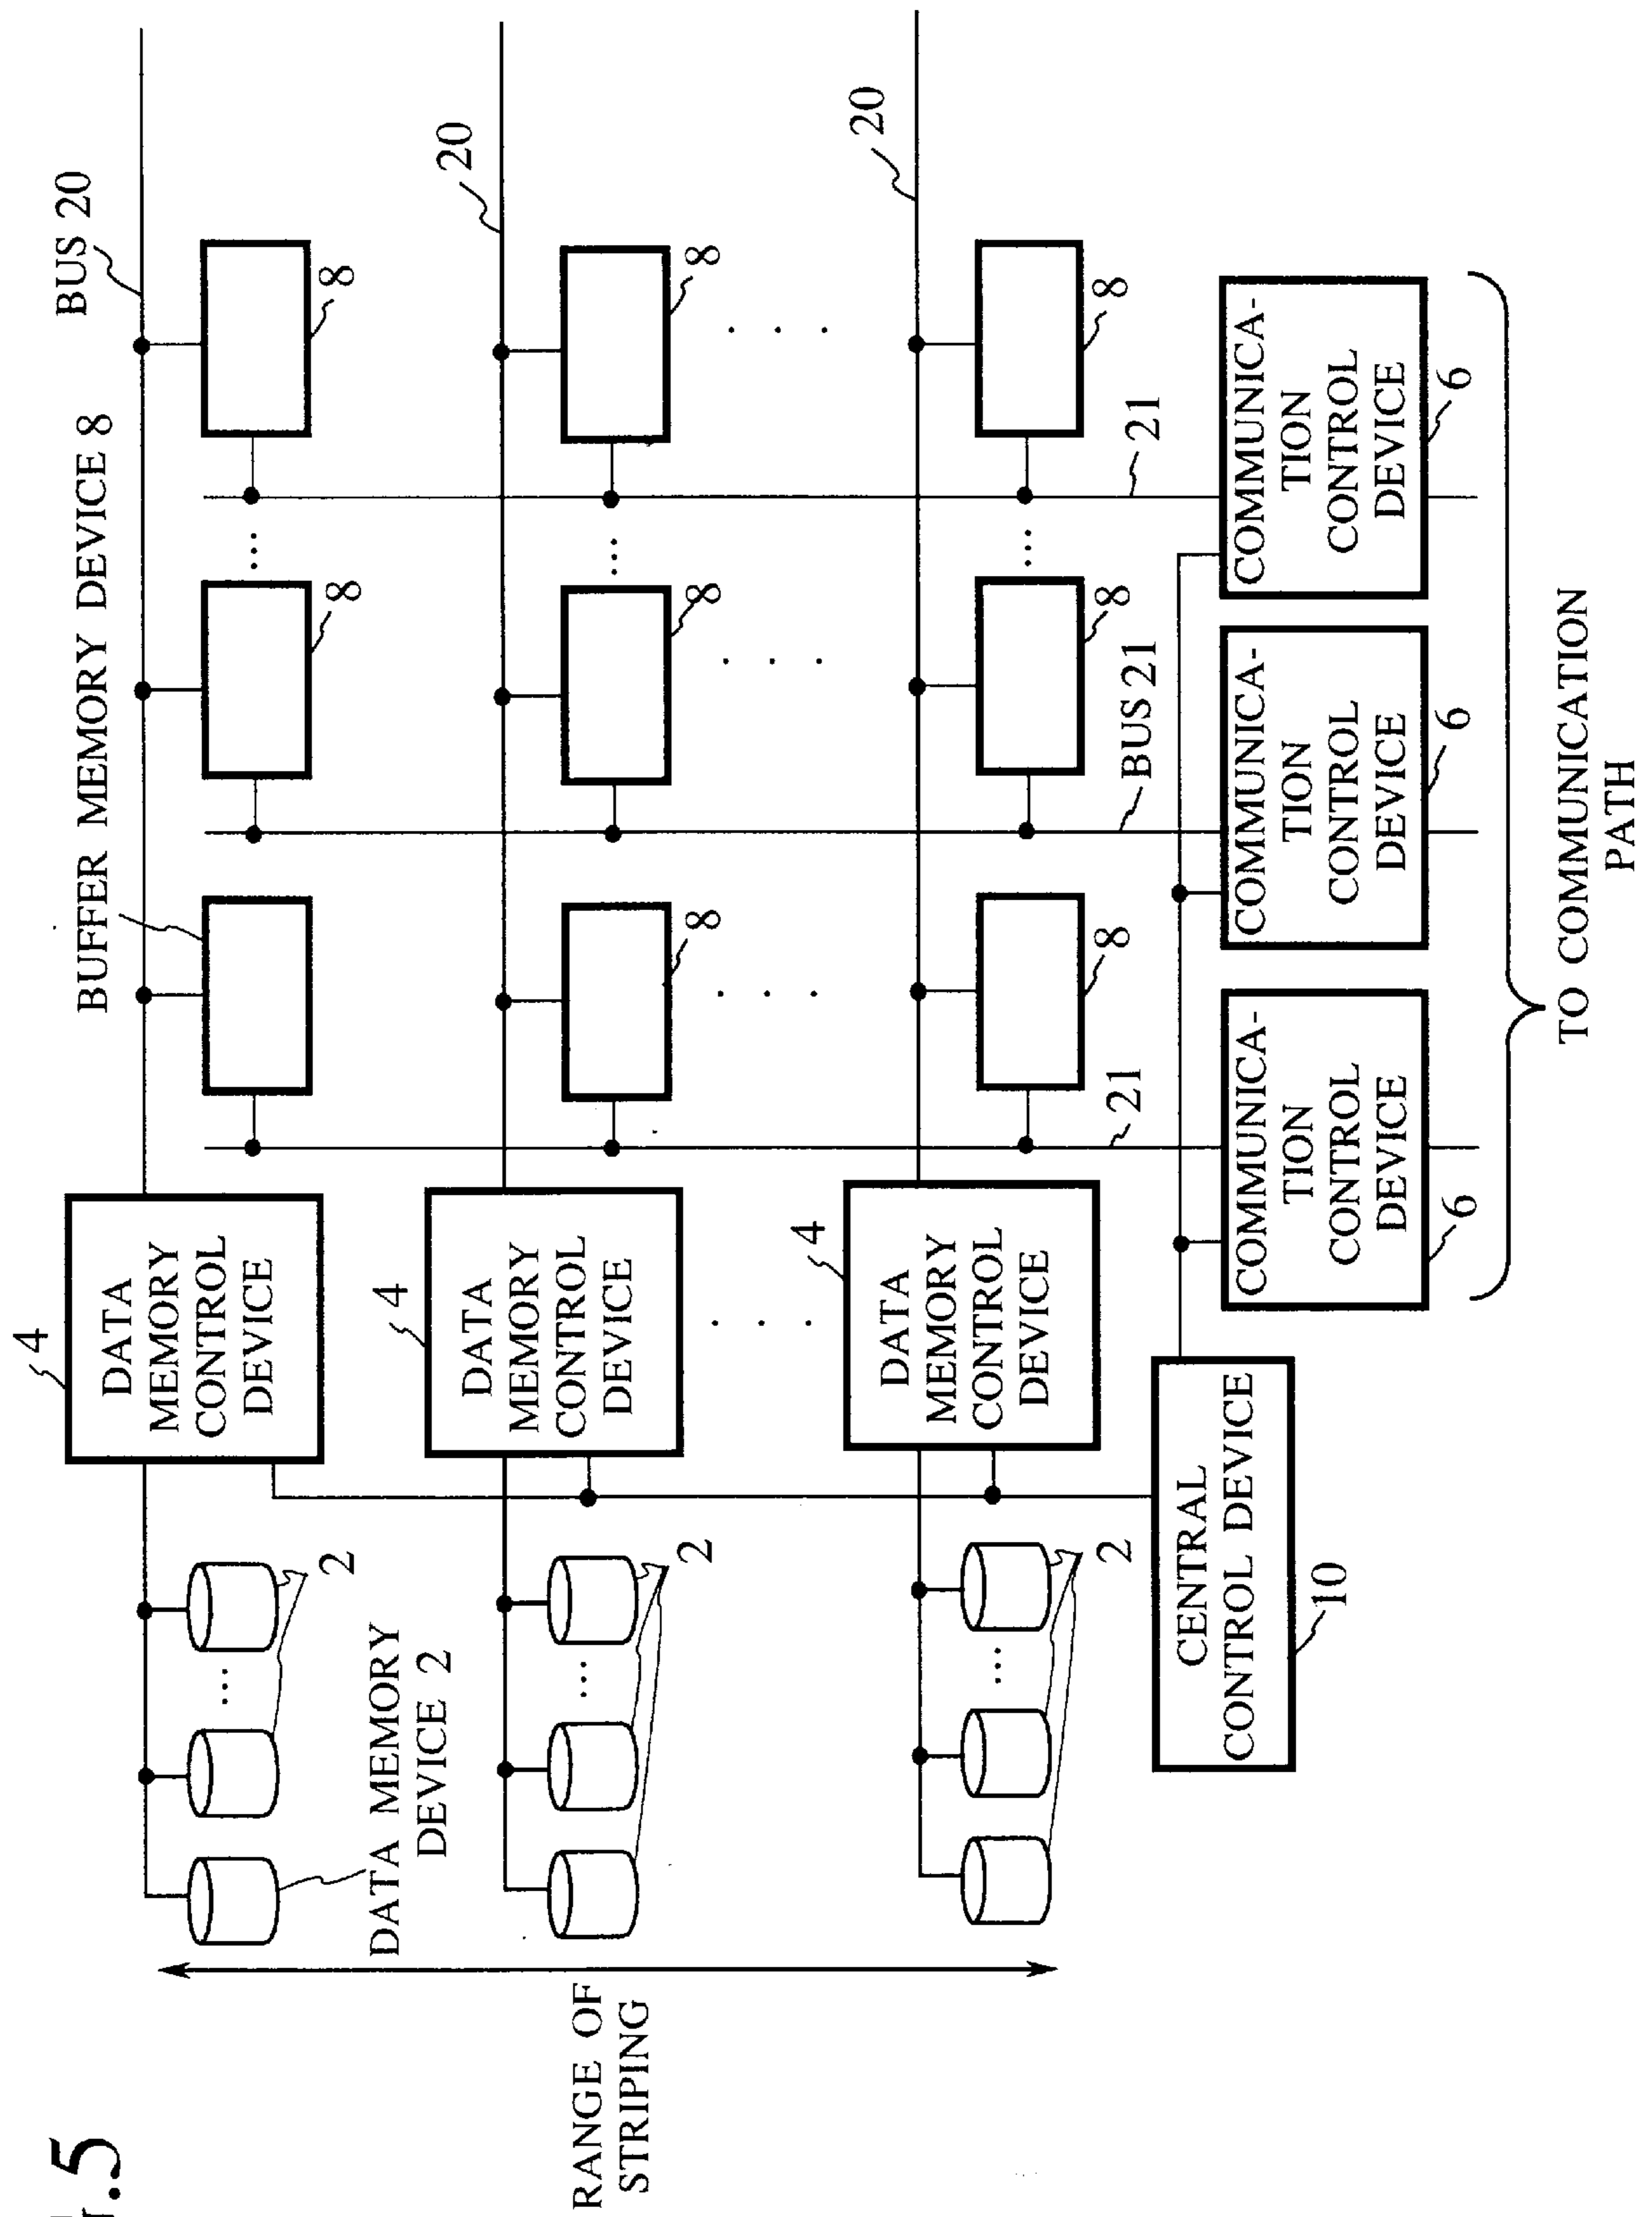 .5
BUS 20
20
20
BUFFER MEMORY DEVICE 8
8
8
8
8
8
8
8
8
21
BUS 21
21
4
DATA
MEMORY
CONTROL
DEVICE
4
DATA
MEMORY
CONTROL
DEVICE
4
DATA
MEMORY
CONTROL
DEVICE
COMMUNICA-
TION
CONTROL
DEVICE
6
COMMUNICA-
TION
CONTROL
DEVICE
6
COMMUNICA-
TION
CONTROL
DEVICE
6
TO COMMUNICATION
PATH
2
DATA MEMORY
DEVICE 2
2
2
CENTRAL
CONTROL DEVICE
10
RANGE OF
STRIPING